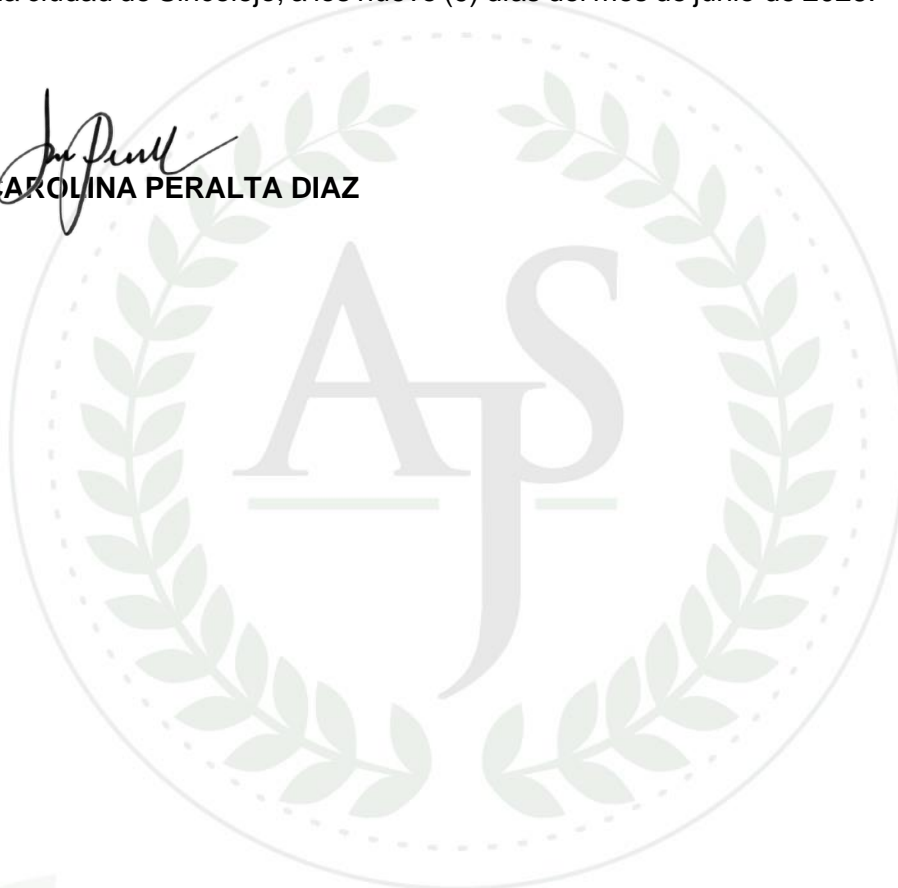 ciudad de Sincelejo, a los nueve (9) días del mes de junio de
CAROLINA PERALTA DIAZ
AJS